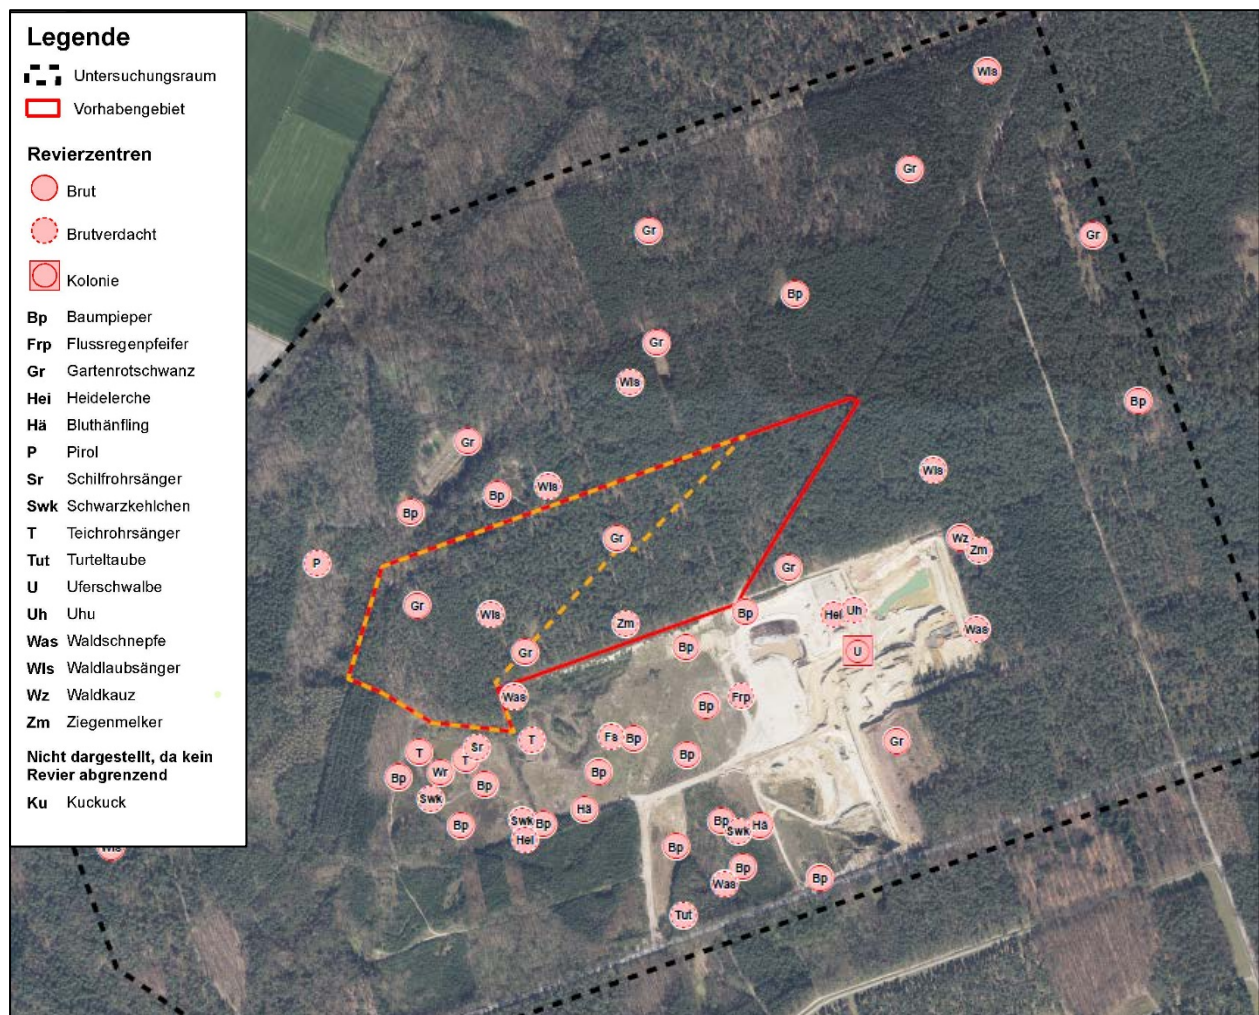 Legende
Untersuchungsraum
Vorhabengebiet
Revierzentren
Brut
Brutverdacht
Kolonie
Bp Baumpieper
Frp Flussregenpfeifer
Gr Gartenrotschwanz
Hei Heidelerche
Hä Bluthänfling
P Pirol
Sr Schilfrohrsänger
Swk Schwarzkehlchen
T Teichrohrsänger
Tut Turteltaube
U Uferschwalbe
Uh Uhu
Was Waldschnepfe
Wls Waldlaubsänger
Wz Waldkauz
Zm Ziegenmelker
Nicht dargestellt, da kein
Revier abgrenzend
Ku Kuckuck
Wls
Gr
Gr
Gr
Bp
Gr
Wls
Bp
Gr
Wls
Wls
Bp
Bp
Gr
Wz
Zm
P
Gr
Gr
Wls
Zm
Bp
Hei
Uh
Was
Bp
Gr
U
Was
Bp
Frp
T
Fs
Bp
Gr
Sr
T
T
Bp
Wr
Bp
Bp
Bp
Swk
Hä
Swk
Bp
Bp
Hei
Bp
Swk
Hä
Bp
Wls
Bp
Was
Bp
Tut